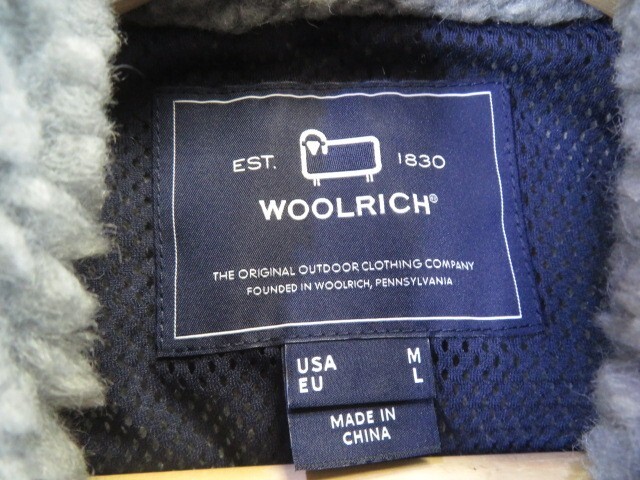 EST. 1830
WOOLRICH®
THE ORIGINAL OUTDOOR CLOTHING COMPANY
FOUNDED IN WOOLRICH, PENNSYLVANIA
USA M
EU L
MADE IN
CHINA